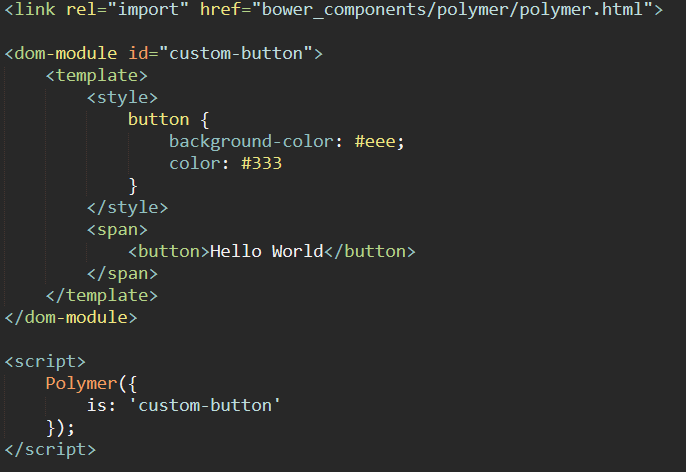 <link rel="import" href="bower_components/polymer/polymer.html">

<dom-module id="custom-button">
    <template>
        <style>
            button {
                background-color: #eee;
                color: #333
            }
        </style>
        <span>
            <button>Hello World</button>
        </span>
    </template>
</dom-module>

<script>
    Polymer({
        is: 'custom-button'
    });
</script>